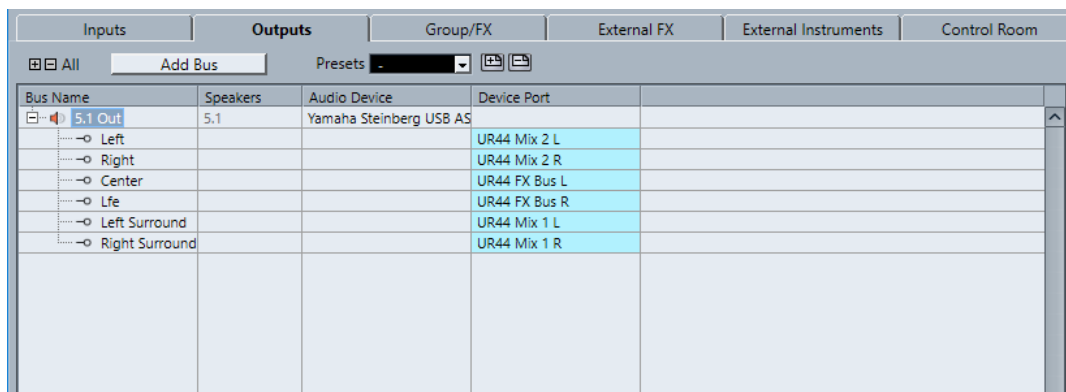 Inputs Outputs Group/FX External FX External Instruments Control Room
All Add Bus Presets -
Bus Name Speakers Audio Device Device Port
5.1 Out 5.1 Yamaha Steinberg USB AS
Left UR44 Mix 2 L
Right UR44 Mix 2 R
Center UR44 FX Bus L
Lfe UR44 FX Bus R
Left Surround UR44 Mix 1 L
Right Surround UR44 Mix 1 R